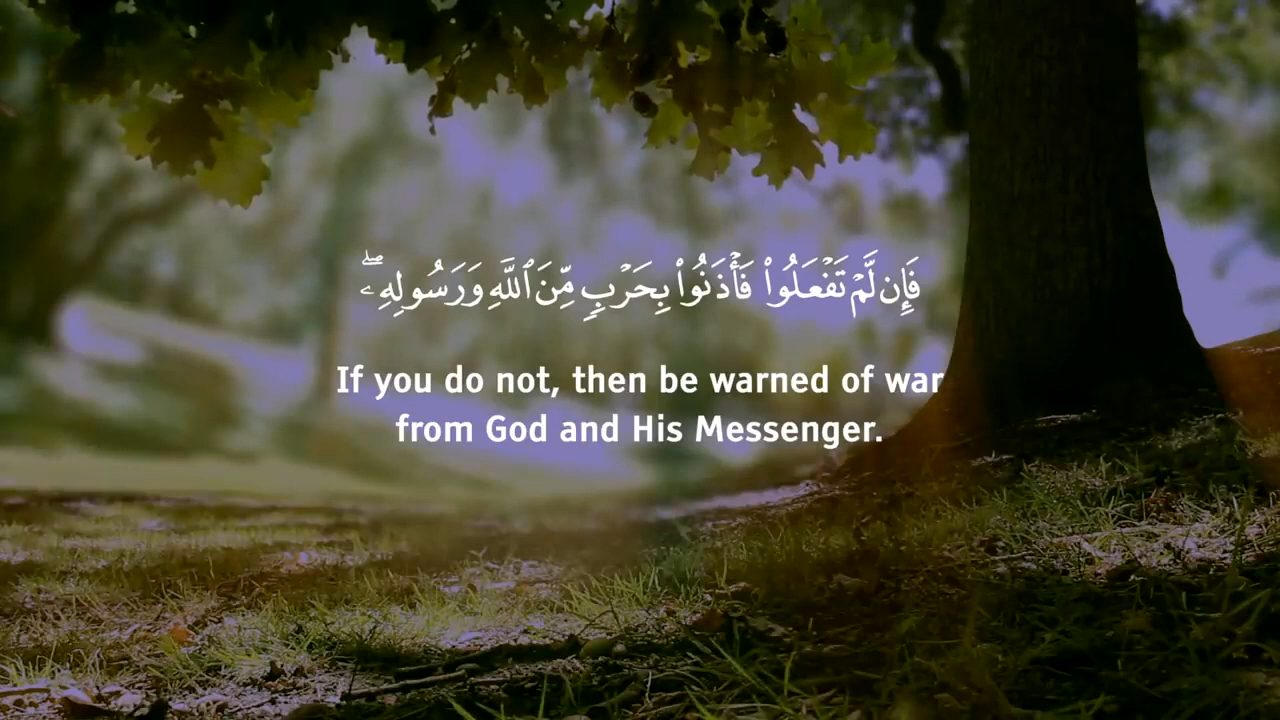 فَإِن لَّمْ تَفْعَلُوا۟ فَأْذَنُوا۟ بِحَرْبٍ مِّنَ ٱللَّهِ وَرَسُولِهِۦ ۖ
If you do not, then be warned of war
from God and His Messenger.